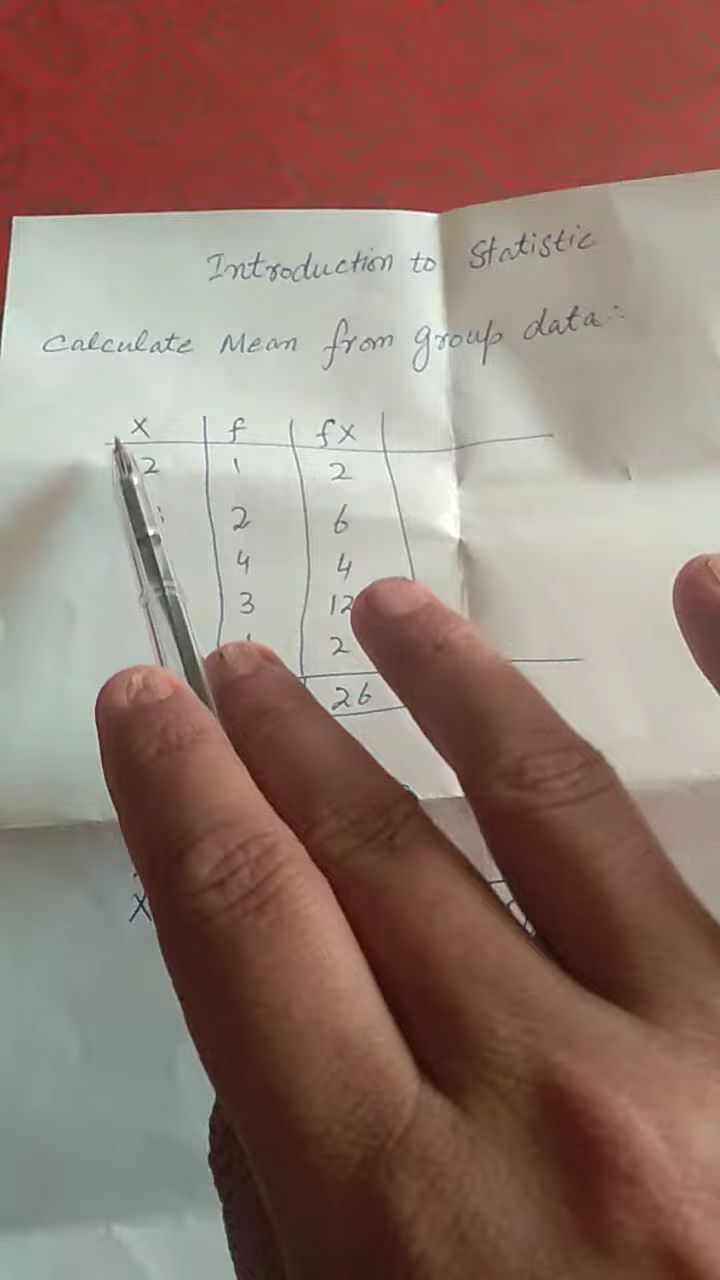 Introduction to Statistic
Calculate Mean from group data :-
x f fx
2 1 2
2 6
4 4
3 12
2
26